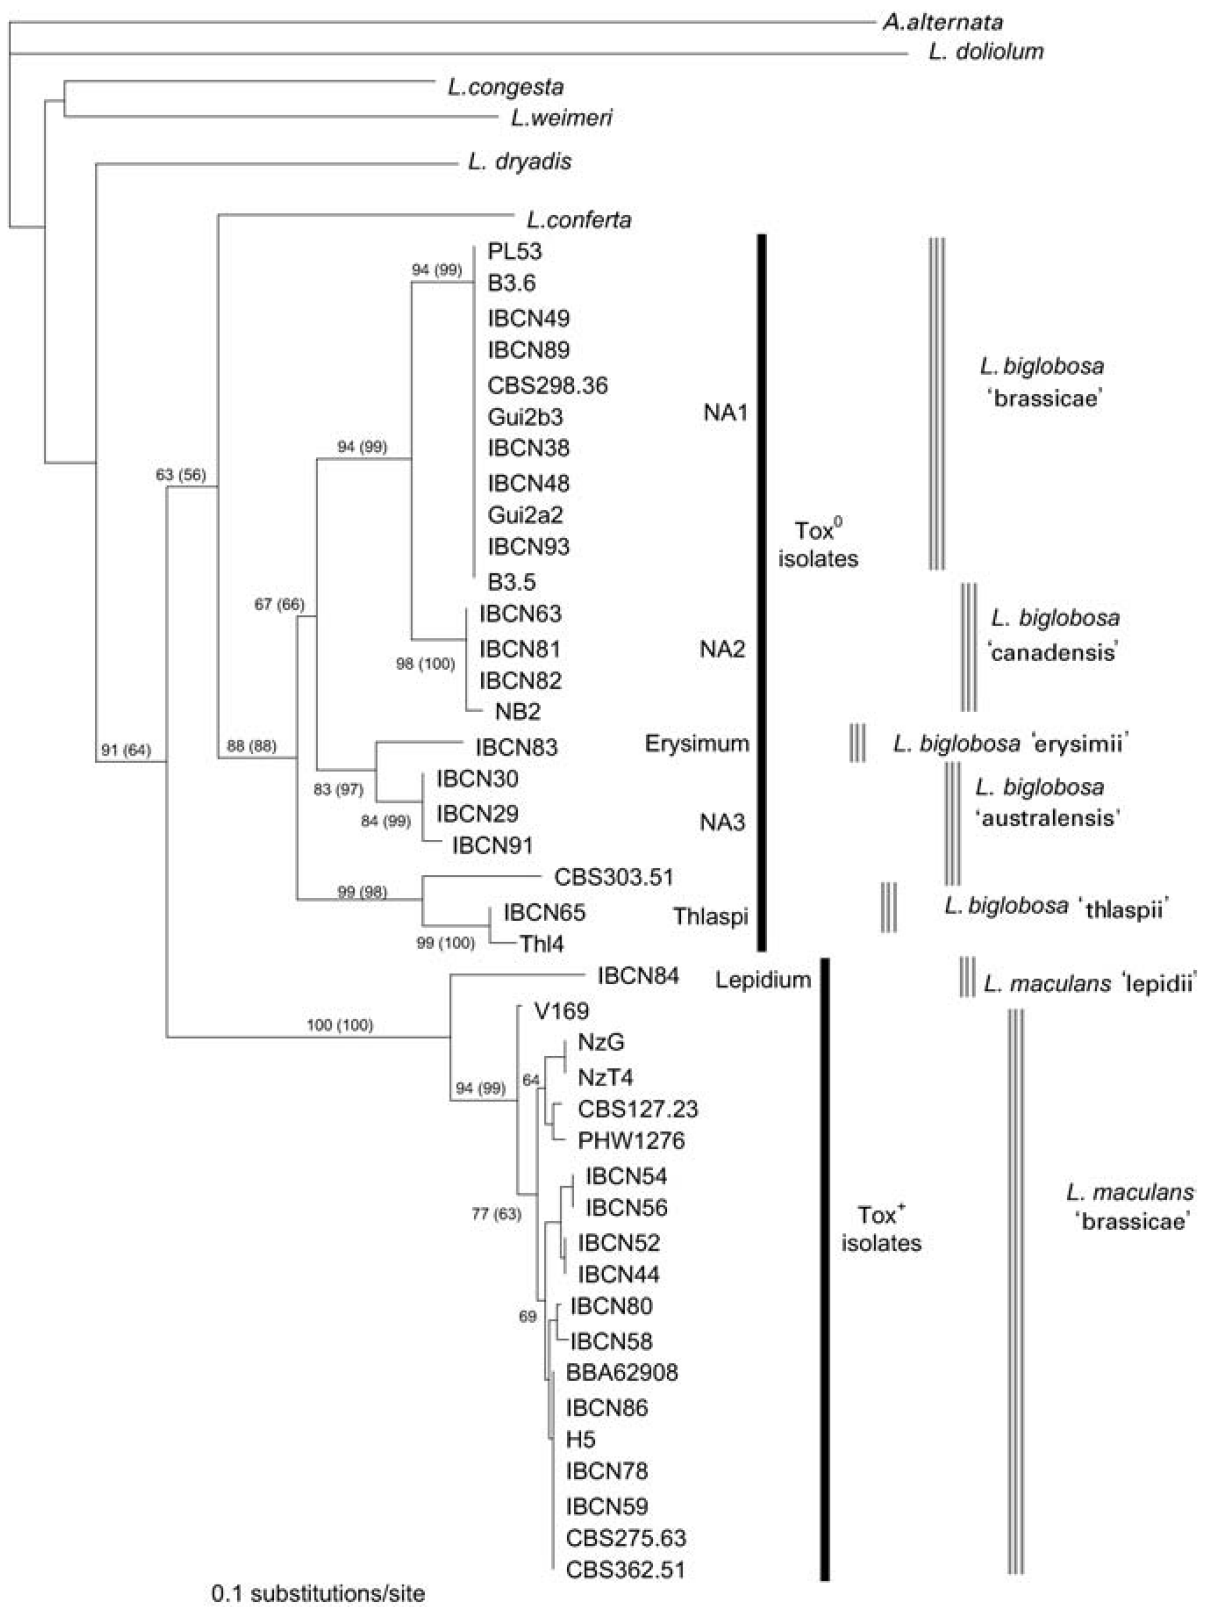 A.alternata
L. doliolum
L.congesta
L.weimeri
L. dryadis
L.conferta
PL53
94 (99)
B3.6
IBCN49
IBCN89
L. biglobosa
CBS298.36
'brassicae'
NA1
Gui2b3
94 (99)
IBCN38
63 (56)
IBCN48
Gui2a2
Tox0
isolates
IBCN93
B3.5
67 (66)
IBCN63
L. biglobosa
'canadensis'
IBCN81
NA2
98 (100)
IBCN82
NB2
91 (64)
88 (88)
IBCN83
Erysimum
L. biglobosa 'erysimii'
IBCN30
83 (97)
L. biglobosa
'australensis'
IBCN29
84 (99)
NA3
IBCN91
CBS303.51
99 (98)
IBCN65
Thlaspi
L. biglobosa 'thlaspii'
99 (100)
Thl4
IBCN84
Lepidium
L. maculans 'lepidii'
V169
100 (100)
NzG
64
NzT4
94 (99)
CBS127.23
PHW1276
IBCN54
L. maculans
'brassicae'
IBCN56
77 (63)
Tox+
isolates
IBCN52
IBCN44
IBCN80
69
IBCN58
BBA62908
IBCN86
H5
IBCN78
IBCN59
CBS275.63
CBS362.51
0.1 substitutions/site